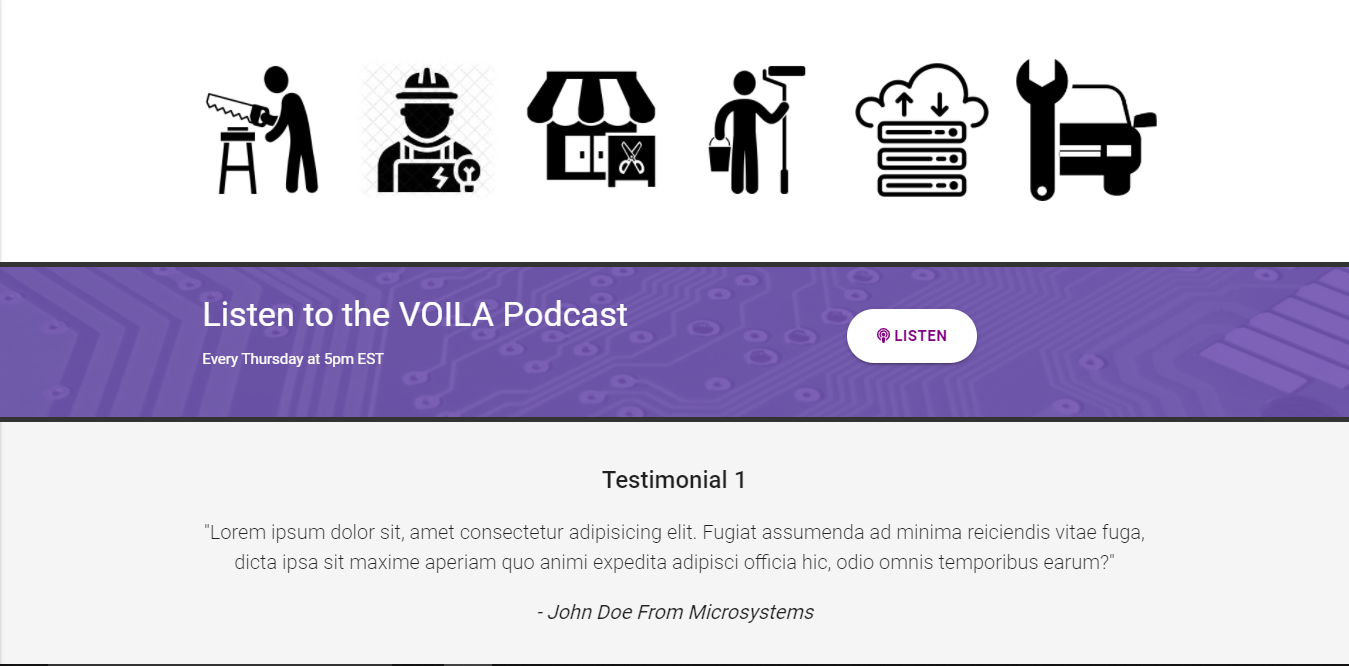 Listen to the VOILA Podcast
Every Thursday at 5pm EST
LISTEN
Testimonial 1
"Lorem ipsum dolor sit, amet consectetur adipisicing elit. Fugiat assumenda ad minima reiciendis vitae fuga,
dicta ipsa sit maxime aperiam quo animi expedita adipisci officia hic, odio omnis temporibus earum?"
- John Doe From Microsystems